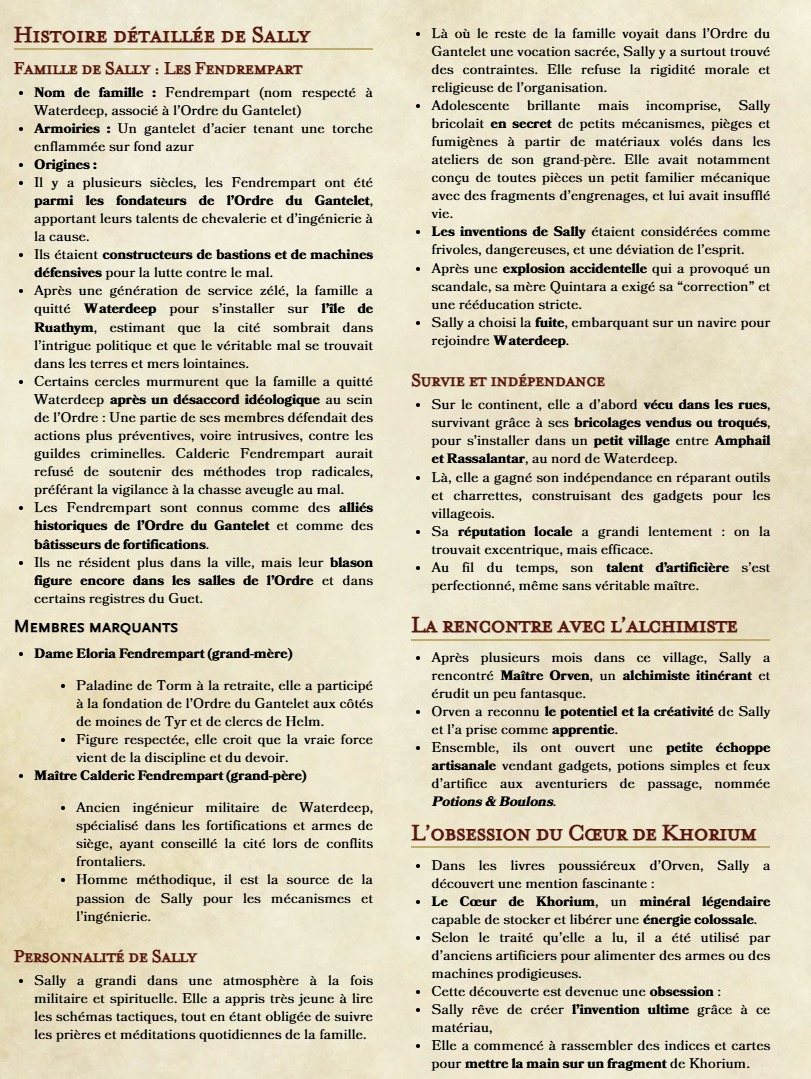 Histoire détaillée de Sally
Famille de Sally : Les Fendrempart
• Nom de famille : Fendrempart (nom respecté à
Waterdeep, associé à l'Ordre du Gantelet)
• Armoiries : Un gantelet d'acier tenant une torche
enflammée sur fond azur
• Origines :
• Il y a plusieurs siècles, les Fendrempart ont été
parmi les fondateurs de l'Ordre du Gantelet,
apportant leurs talents de chevalerie et d'ingénierie à
la cause.
• Ils étaient constructeurs de bastions et de machines
défensives pour la lutte contre le mal.
• Après une génération de service zélé, la famille a
quitté Waterdeep pour s'installer sur l'île de
Ruathym, estimant que la cité sombrait dans
l'intrigue politique et que le véritable mal se trouvait
dans les terres et mers lointaines.
• Certains cercles murmurent que la famille a quitté
Waterdeep après un désaccord idéologique au sein
de l'Ordre : Une partie de ses membres défendait des
actions plus préventives, voire intrusives, contre les
guildes criminelles. Calderic Fendrempart aurait
refusé de soutenir des méthodes trop radicales,
préférant la vigilance à la chasse aveugle au mal.
• Les Fendrempart sont connus comme des alliés
historiques de l'Ordre du Gantelet et comme des
bâtisseurs de fortifications.
• Ils ne résident plus dans la ville, mais leur blason
figure encore dans les salles de l'Ordre et dans
certains registres du Guet.
Membres marquants
• Dame Eloria Fendrempart (grand-mère)
• Paladine de Torm à la retraite, elle a participé
à la fondation de l'Ordre du Gantelet aux côtés
de moines de Tyr et de clercs de Helm.
• Figure respectée, elle croit que la vraie force
vient de la discipline et du devoir.
• Maître Calderic Fendrempart (grand-père)
• Ancien ingénieur militaire de Waterdeep,
spécialisé dans les fortifications et armes de
siège, ayant conseillé la cité lors de conflits
frontaliers.
• Homme méthodique, il est la source de la
passion de Sally pour les mécanismes et
l'ingénierie.
Personnalité de Sally
• Sally a grandi dans une atmosphère à la fois
militaire et spirituelle. Elle a appris très jeune à lire
les schémas tactiques, tout en étant obligée de suivre
les prières et méditations quotidiennes de la famille.
• Là où le reste de la famille voyait dans l'Ordre du
Gantelet une vocation sacrée, Sally y a surtout trouvé
des contraintes. Elle refuse la rigidité morale et
religieuse de l'organisation.
• Adolescente brillante mais incomprise, Sally
bricolait en secret de petits mécanismes, pièges et
fumigènes à partir de matériaux volés dans les
ateliers de son grand-père. Elle avait notamment
conçu de toutes pièces un petit familier mécanique
avec des fragments d'engrenages, et lui avait insufflé
vie.
• Les inventions de Sally étaient considérées comme
frivoles, dangereuses, et une déviation de l'esprit.
• Après une explosion accidentelle qui a provoqué un
scandale, sa mère Quintara a exigé sa “correction” et
une rééducation stricte.
• Sally a choisi la fuite, embarquant sur un navire pour
rejoindre Waterdeep.
Survie et indépendance
• Sur le continent, elle a d'abord vécu dans les rues,
survivant grâce à ses bricolages vendus ou troqués,
pour s'installer dans un petit village entre Amphail
et Rassalantar, au nord de Waterdeep.
• Là, elle a gagné son indépendance en réparant outils
et charrettes, construisant des gadgets pour les
villageois.
• Sa réputation locale a grandi lentement : on la
trouvait excentrique, mais efficace.
• Au fil du temps, son talent d'artificière s'est
perfectionné, même sans véritable maître.
La rencontre avec l'alchimiste
• Après plusieurs mois dans ce village, Sally a
rencontré Maître Orven, un alchimiste itinérant et
érudit un peu fantasque.
• Orven a reconnu le potentiel et la créativité de Sally
et l'a prise comme apprentie.
• Ensemble, ils ont ouvert une petite échoppe
artisanale vendant gadgets, potions simples et feux
d'artifice aux aventuriers de passage, nommée
Potions & Boulons.
L'obsession du Cœur de Khorium
• Dans les livres poussiéreux d'Orven, Sally a
découvert une mention fascinante :
• Le Cœur de Khorium, un minéral légendaire
capable de stocker et libérer une énergie colossale.
• Selon le traité qu'elle a lu, il a été utilisé par
d'anciens artificiers pour alimenter des armes ou des
machines prodigieuses.
• Cette découverte est devenue une obsession :
• Sally rêve de créer l'invention ultime grâce à ce
matériau,
• Elle a commencé à rassembler des indices et cartes
pour mettre la main sur un fragment de Khorium.